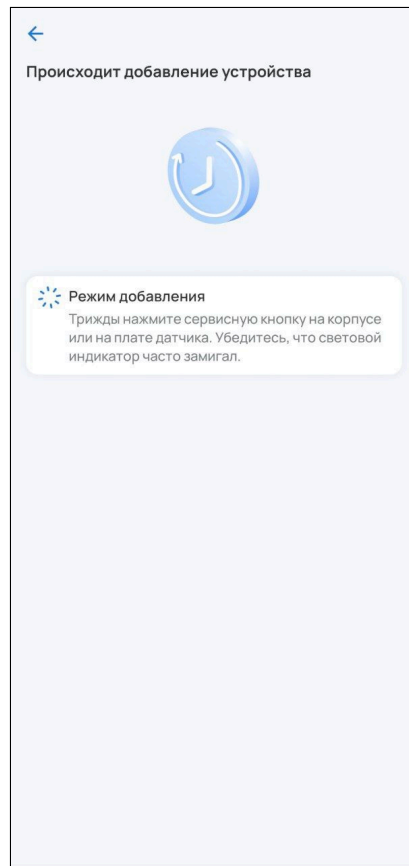 Происходит добавление устройства
Режим добавления
Трижды нажмите сервисную кнопку на корпусе
или на плате датчика. Убедитесь, что световой
индикатор часто замигал.